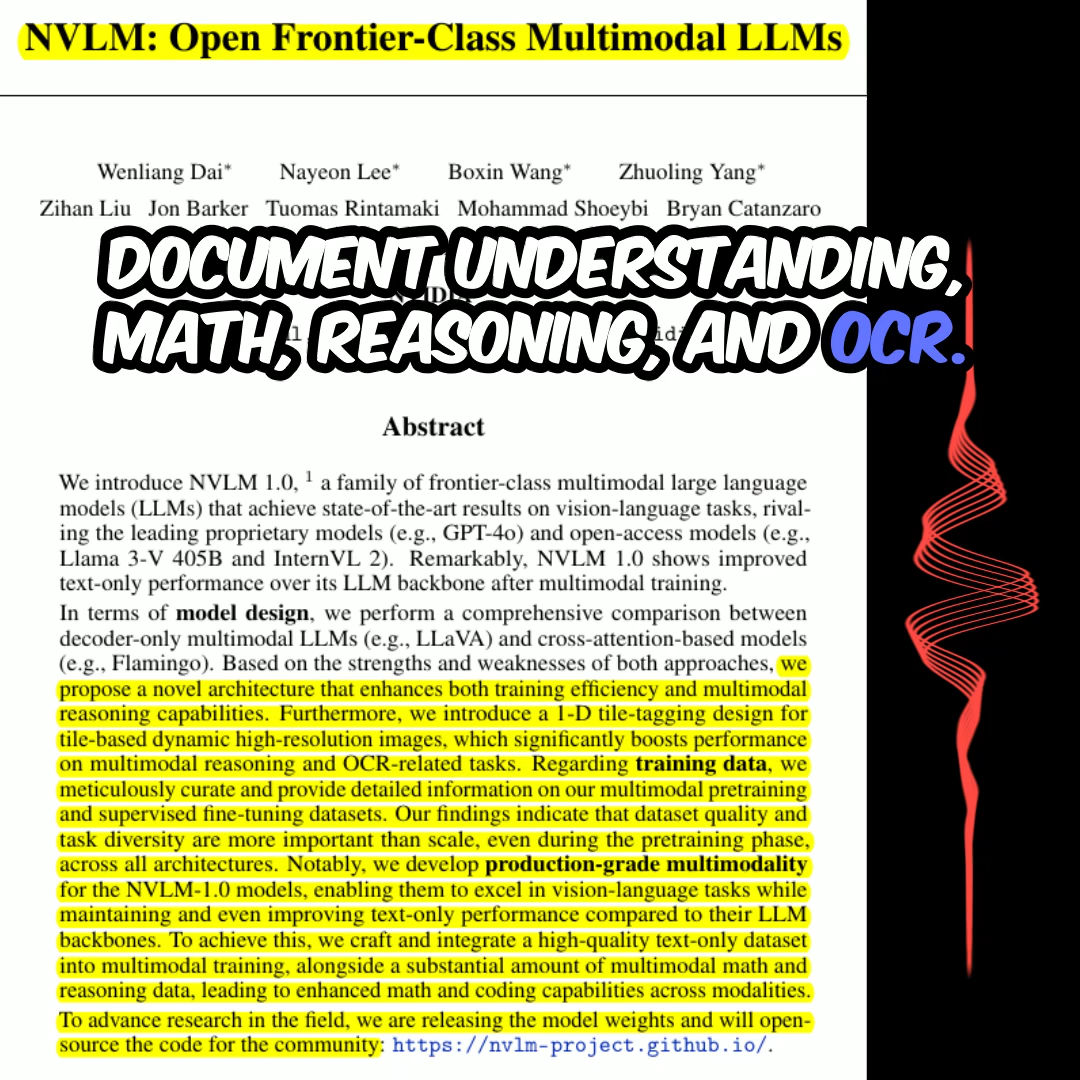 NVLM: Open Frontier-Class Multimodal LLMs
Wenliang Dai* Nayeon Lee* Boxin Wang* Zhuoling Yang*
Zihan Liu Jon Barker Tuomas Rintamaki Mohammad Shoeybi Bryan Catanzaro
DOCUMENT UNDERSTANDING,
MATH, REASONING, AND OCR.
Abstract
We introduce NVLM 1.0, 1 a family of frontier-class multimodal large language
models (LLMs) that achieve state-of-the-art results on vision-language tasks, rival-
ing the leading proprietary models (e.g., GPT-4o) and open-access models (e.g.,
Llama 3-V 405B and InternVL 2). Remarkably, NVLM 1.0 shows improved
text-only performance over its LLM backbone after multimodal training.
In terms of model design, we perform a comprehensive comparison between
decoder-only multimodal LLMs (e.g., LLaVA) and cross-attention-based models
(e.g., Flamingo). Based on the strengths and weaknesses of both approaches, we
propose a novel architecture that enhances both training efficiency and multimodal
reasoning capabilities. Furthermore, we introduce a 1-D tile-tagging design for
tile-based dynamic high-resolution images, which significantly boosts performance
on multimodal reasoning and OCR-related tasks. Regarding training data, we
meticulously curate and provide detailed information on our multimodal pretraining
and supervised fine-tuning datasets. Our findings indicate that dataset quality and
task diversity are more important than scale, even during the pretraining phase,
across all architectures. Notably, we develop production-grade multimodality
for the NVLM-1.0 models, enabling them to excel in vision-language tasks while
maintaining and even improving text-only performance compared to their LLM
backbones. To achieve this, we craft and integrate a high-quality text-only dataset
into multimodal training, alongside a substantial amount of multimodal math and
reasoning data, leading to enhanced math and coding capabilities across modalities.
To advance research in the field, we are releasing the model weights and will open-
source the code for the community: https://nvlm-project.github.io/.